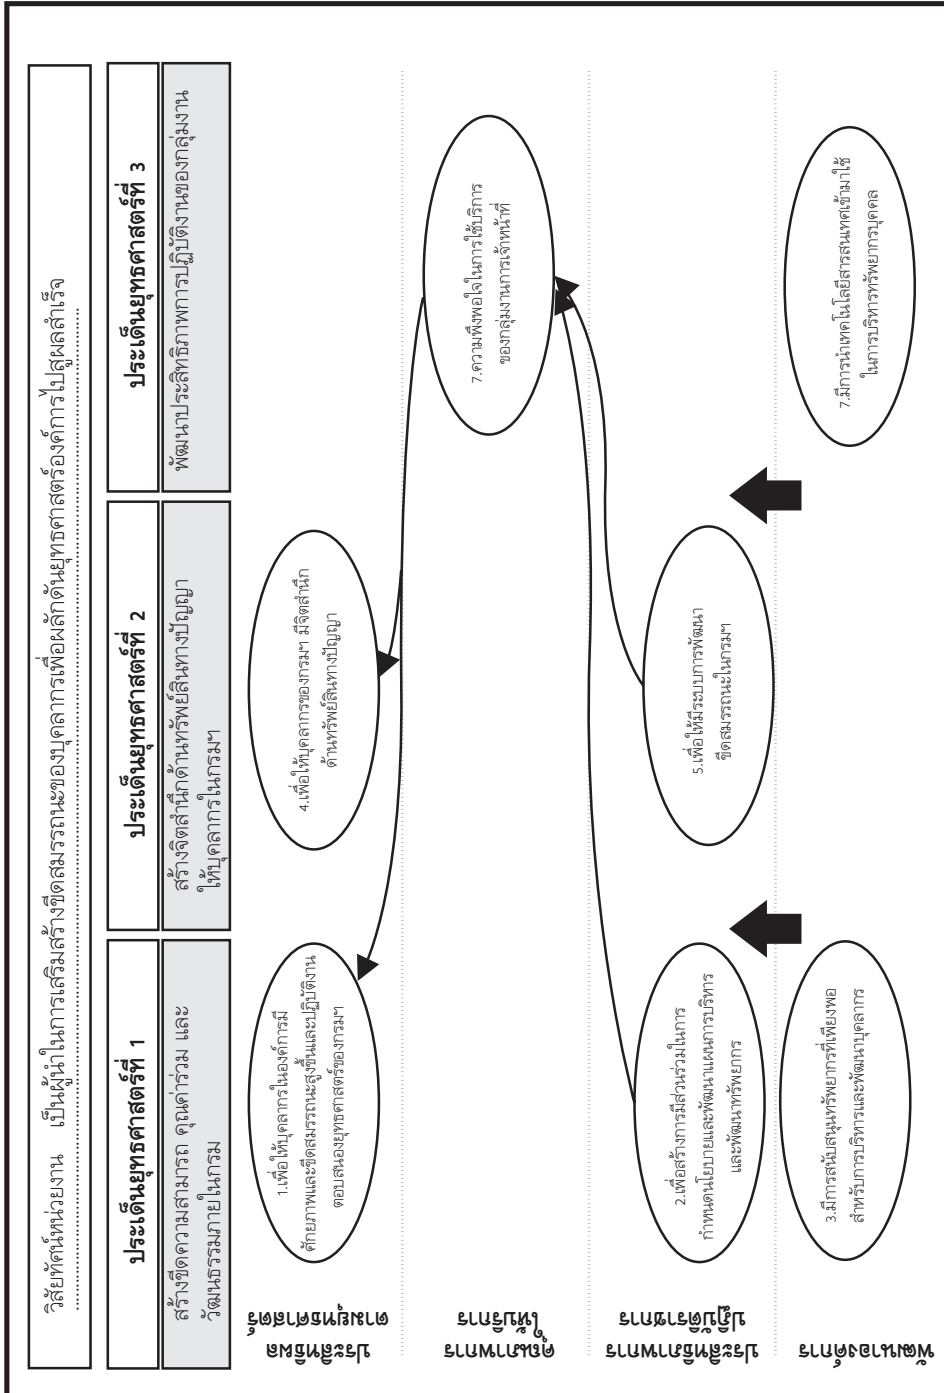 วิสัยทัศน์หน่วยงาน เป็นผู้นำในการเสริมสร้างขีดสมรรถนะของบุคลากรเพื่อผลักดันยุทธศาสตร์องค์การไปสู่ผลสำเร็จ
ประเด็นยุทธศาสตร์ที่ 1
สร้างขีดความสามารถ คุณค่าร่วม และ
วัฒนธรรมภายในกรม
ประเด็นยุทธศาสตร์ที่ 2
สร้างจิตสำนึกด้านทรัพย์สินทางปัญญา
ให้บุคลากรในกรมฯ
ประเด็นยุทธศาสตร์ที่ 3
พัฒนาประสิทธิภาพการปฏิบัติงานของกลุ่มงาน
ประสิทธิผล
ตามยุทธศาสตร์
1.เพื่อให้บุคลากรในองค์การมี
ศักยภาพและขีดสมรรถนะสูงขึ้นและปฏิบัติงาน
ตอบสนองยุทธศาสตร์ของกรมฯ
4.เพื่อให้บุคลากรของกรมฯ มีจิตสำนึก
ด้านทรัพย์สินทางปัญญา
คุณภาพการ
ให้บริการ
7.ความพึงพอใจในการใช้บริการ
ของกลุ่มงานการเจ้าหน้าที่
ประสิทธิภาพการ
ปฏิบัติราชการ
2.เพื่อสร้างการมีส่วนร่วมในการ
กำหนดนโยบายและพัฒนาแผนการบริหาร
และพัฒนาทรัพยากร
5.เพื่อให้มีระบบการพัฒนา
ขีดสมรรถนะในกรมฯ
พัฒนาองค์การ
3.มีการสนับสนุนทรัพยากรที่เพียงพอ
สำหรับการบริหารและพัฒนาบุคลากร
7.มีการนำเทคโนโลยีสารสนเทศเข้ามาใช้
ในการบริหารทรัพยากรบุคคล